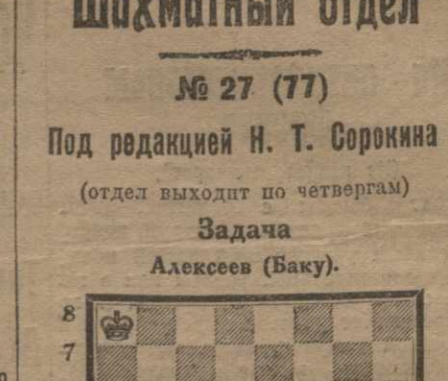 Шахматный отдел
№ 27 (77)
Под редакцией Н. Т. Сорокина
(отдел выходит по четвергам)
Задача
Алексеев (Баку).
8
7